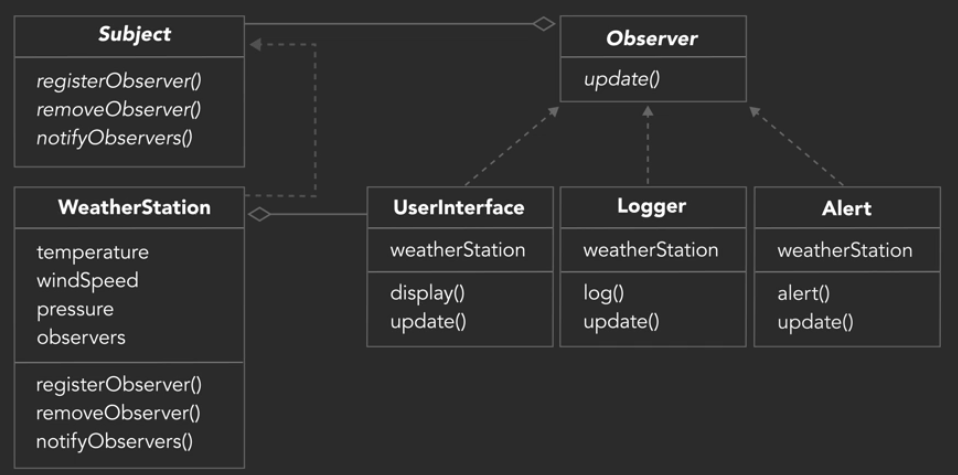 Subject
registerObserver()
removeObserver()
notifyObservers()
Observer
update()
WeatherStation
temperature
windSpeed
pressure
observers
registerObserver()
removeObserver()
notifyObservers()
UserInterface
weatherStation
display()
update()
Logger
weatherStation
log()
update()
Alert
weatherStation
alert()
update()